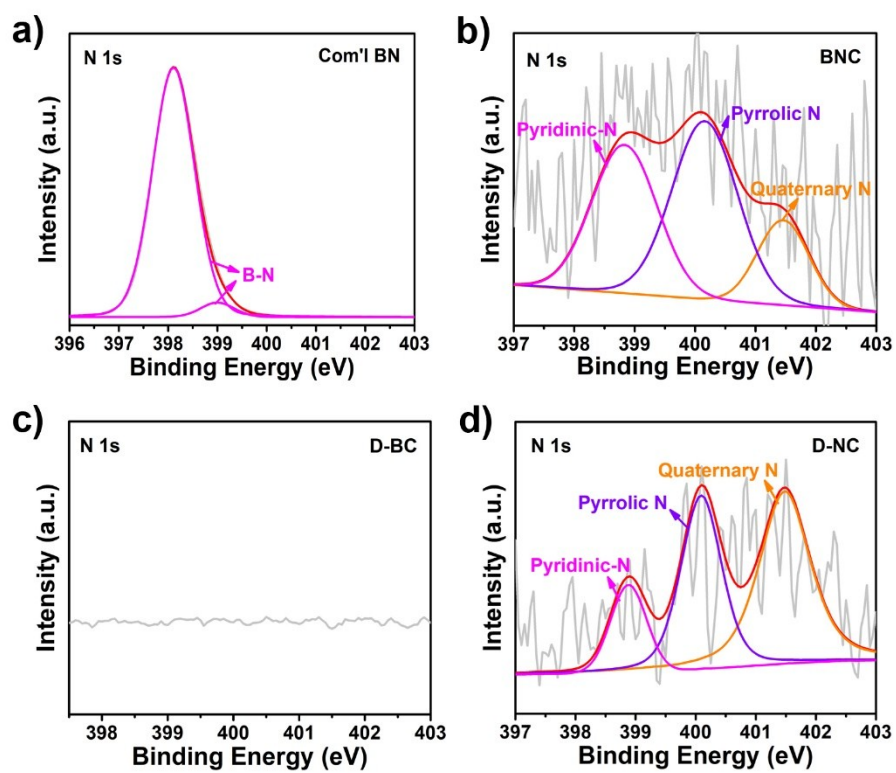 a)
N 1s
Com'l BN
B-N
Intensity (a.u.)
396 397 398 399 400 401 402 403
Binding Energy (eV)
b)
N 1s
BNC
Pyridinic-N
Pyrrolic N
Quaternary N
Intensity (a.u.)
397 398 399 400 401 402 403
Binding Energy (eV)
c)
N 1s
D-BC
Intensity (a.u.)
398 399 400 401 402 403
Binding Energy (eV)
d)
N 1s
D-NC
Quaternary N
Pyrrolic N
Pyridinic-N
Intensity (a.u.)
397 398 399 400 401 402 403
Binding Energy (eV)